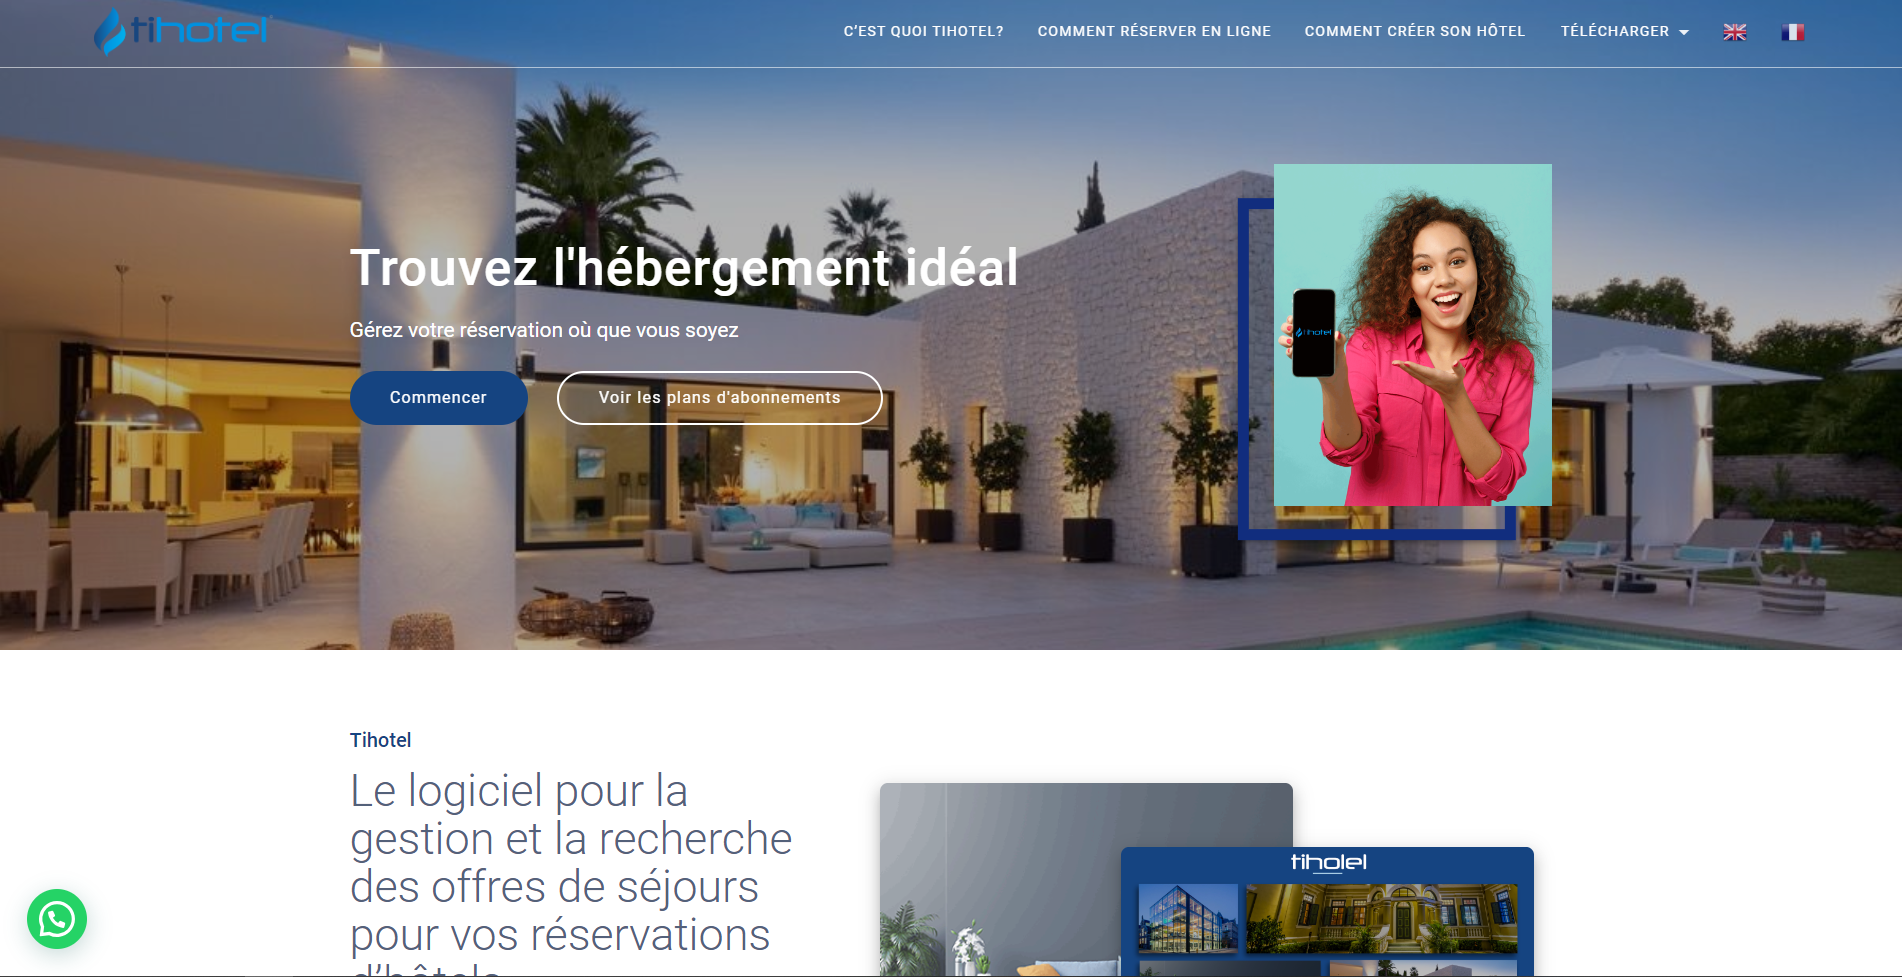 tihotel
C'EST QUOI TIHOTEL?
COMMENT RÉSERVER EN LIGNE
COMMENT CRÉER SON HÔTEL
TÉLÉCHARGER
Trouvez l'hébergement idéal
Gérez votre réservation où que vous soyez
Commencer
Voir les plans d'abonnements
tihotel
Tihotel
Le logiciel pour la
gestion et la recherche
des offres de séjours
pour vos réservations
d'hôtels
tihotel